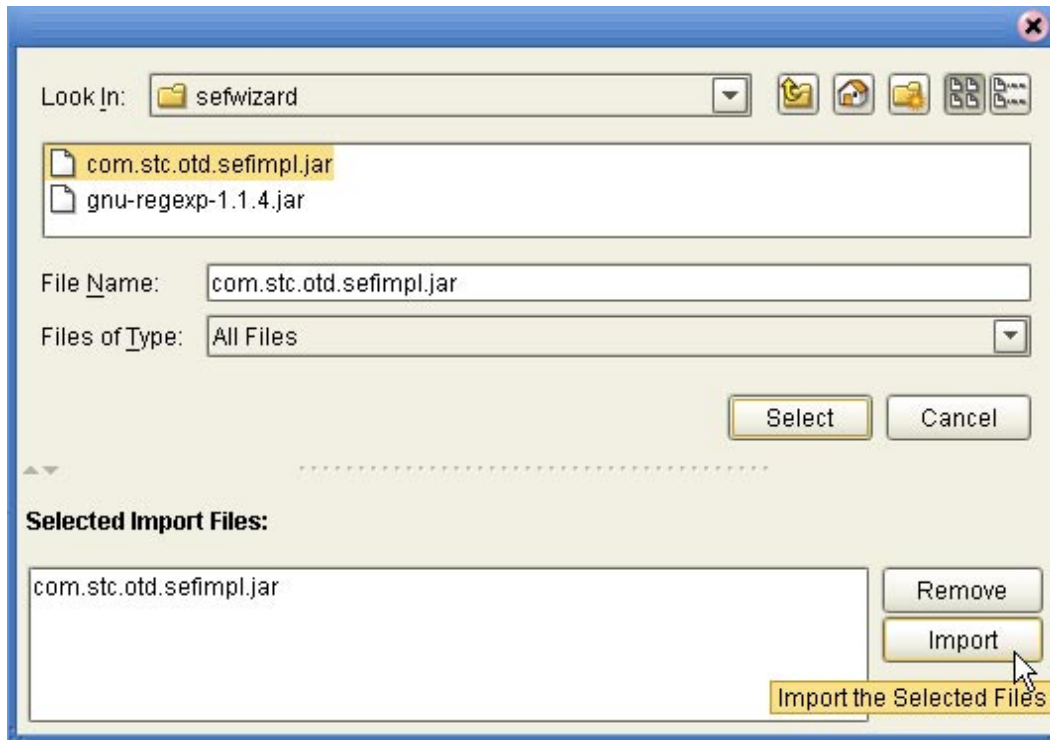 Look In: sefwizard
com.stc.otd.sefimpl.jar
gnu-regexp-1.1.4.jar
File Name: com.stc.otd.sefimpl.jar
Files of Type: All Files
Select Cancel
Selected Import Files:
com.stc.otd.sefimpl.jar
Remove
Import
Import the Selected Files